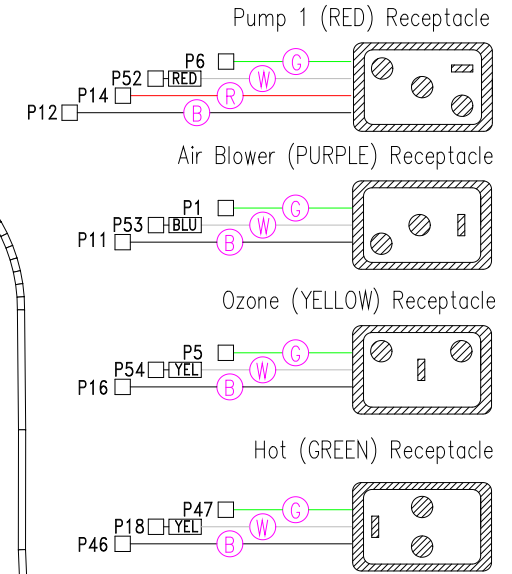 Pump 1 (RED) Receptacle
P6 G
P52 RED W
P14 R
P12 B
Air Blower (PURPLE) Receptacle
P1 G
P53 BLU W
P11 B
Ozone (YELLOW) Receptacle
P5 G
P54 YEL W
P16 B
Hot (GREEN) Receptacle
P47 G
P18 YEL W
P46 B